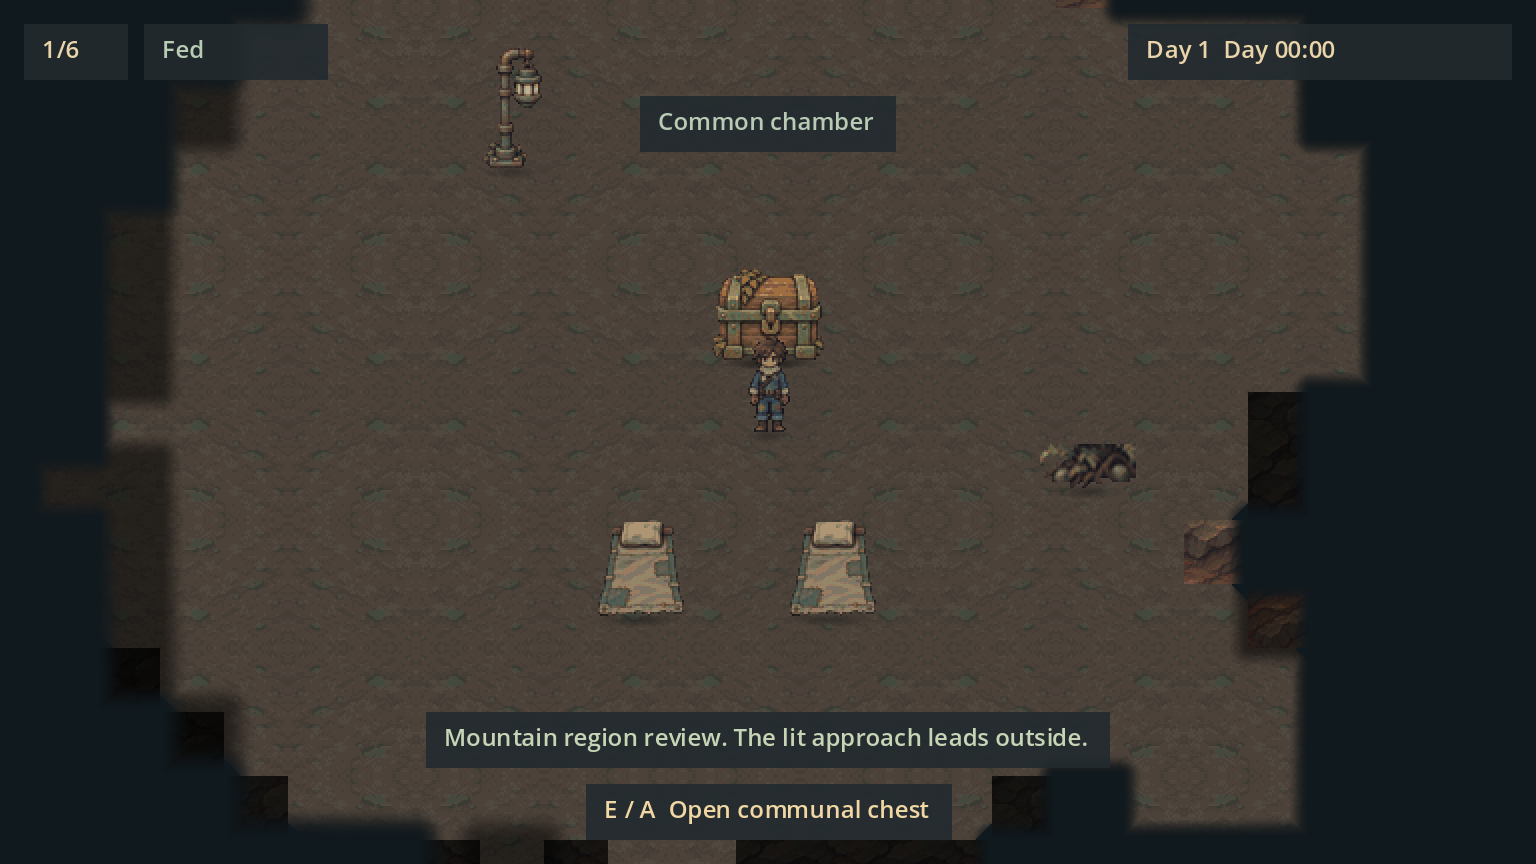 1/6
Fed
Day 1  Day 00:00
Common chamber
Mountain region review. The lit approach leads outside.
E / A  Open communal chest